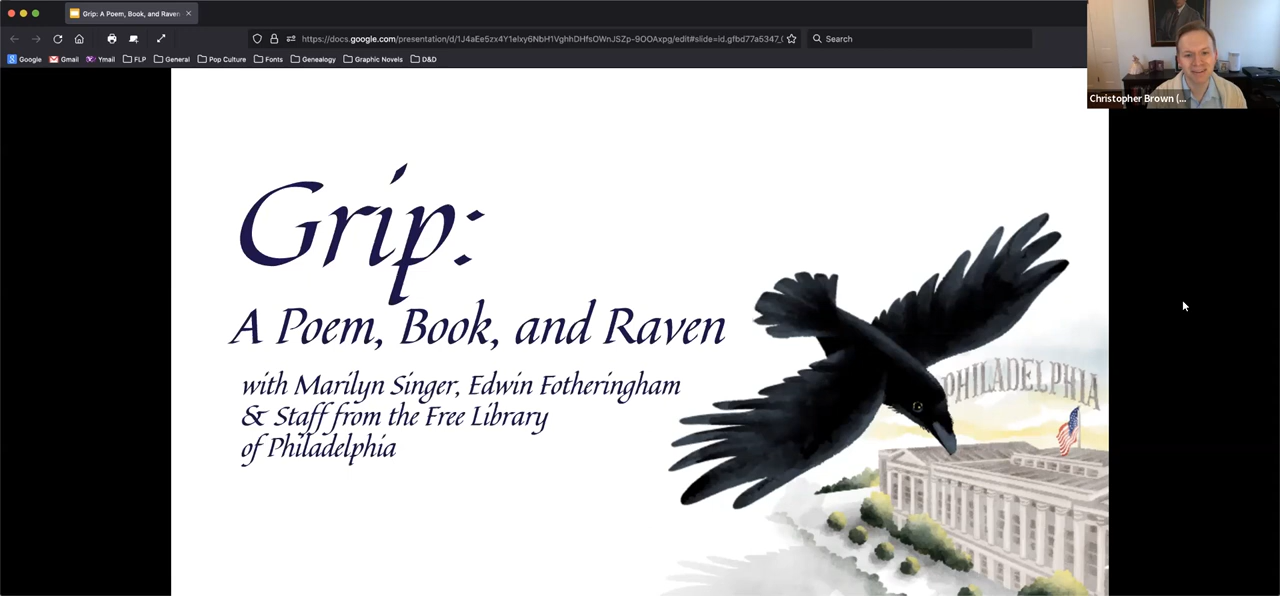 Grip: A Poem, Book, and Raven
https://docs.google.com/presentation/d/1J4aEe5zx4Y1eIxy6NbH1VghhDHfsOWnJSZp-9OOAxpg/edit#slide=id.gfbd77a5347_
Search
Google
Gmail
Ymail
FLP
General
Pop Culture
Fonts
Genealogy
Graphic Novels
D&D
Christopher Brown (...
Grip:
A Poem, Book, and Raven
with Marilyn Singer, Edwin Fotheringham
& Staff from the Free Library
of Philadelphia
PHILADELPHIA